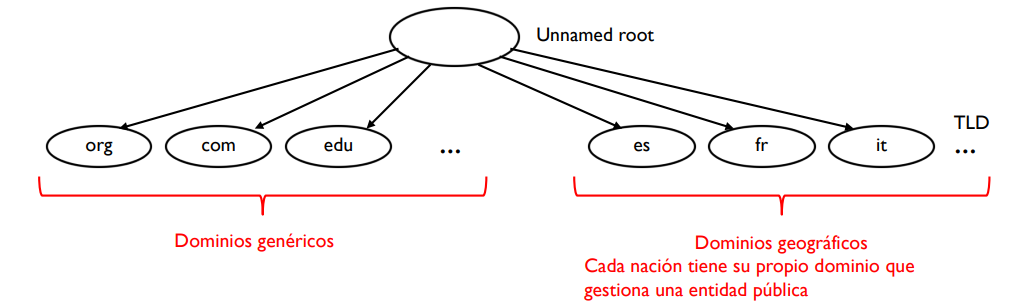 Unnamed root
TLD
org com edu ... es fr it ...
Dominios genéricos
Dominios geográficos
Cada nación tiene su propio dominio que
gestiona una entidad pública